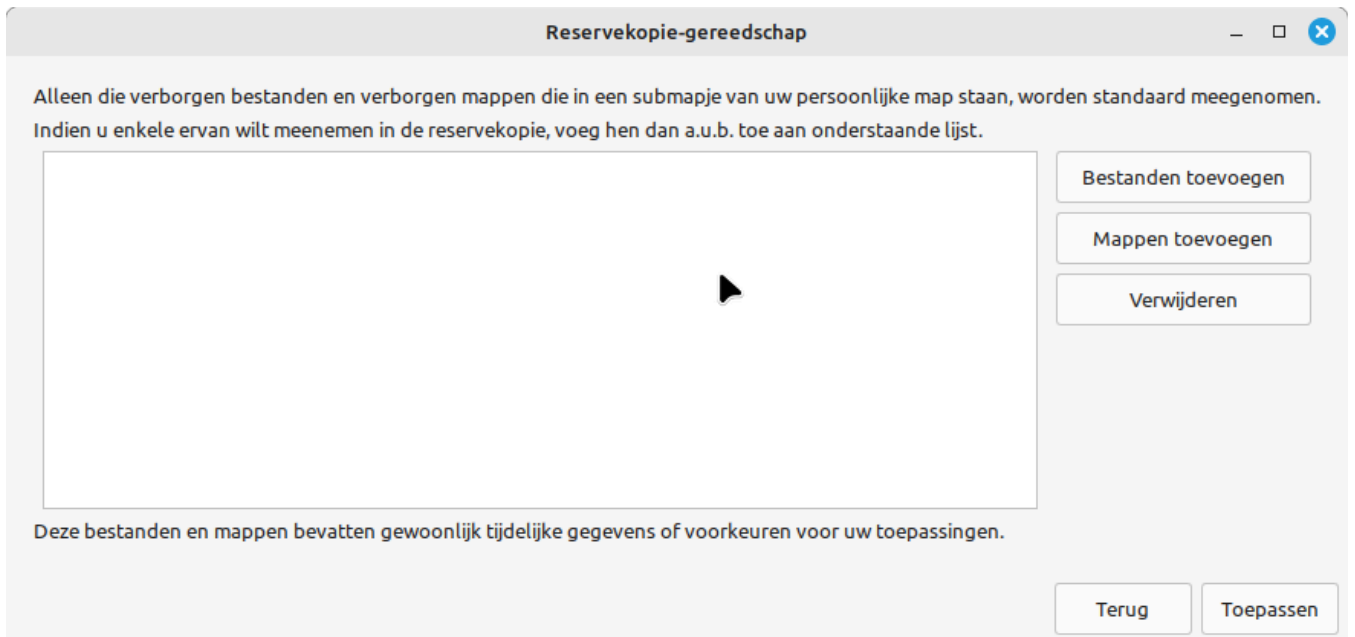 Reservekopie-gereedschap
Alleen die verborgen bestanden en verborgen mappen die in een submapje van uw persoonlijke map staan, worden standaard meegenomen.
Indien u enkele ervan wilt meenemen in de reservekopie, voeg hen dan a.u.b. toe aan onderstaande lijst.
Bestanden toevoegen
Mappen toevoegen
Verwijderen
Deze bestanden en mappen bevatten gewoonlijk tijdelijke gegevens of voorkeuren voor uw toepassingen.
Terug
Toepassen